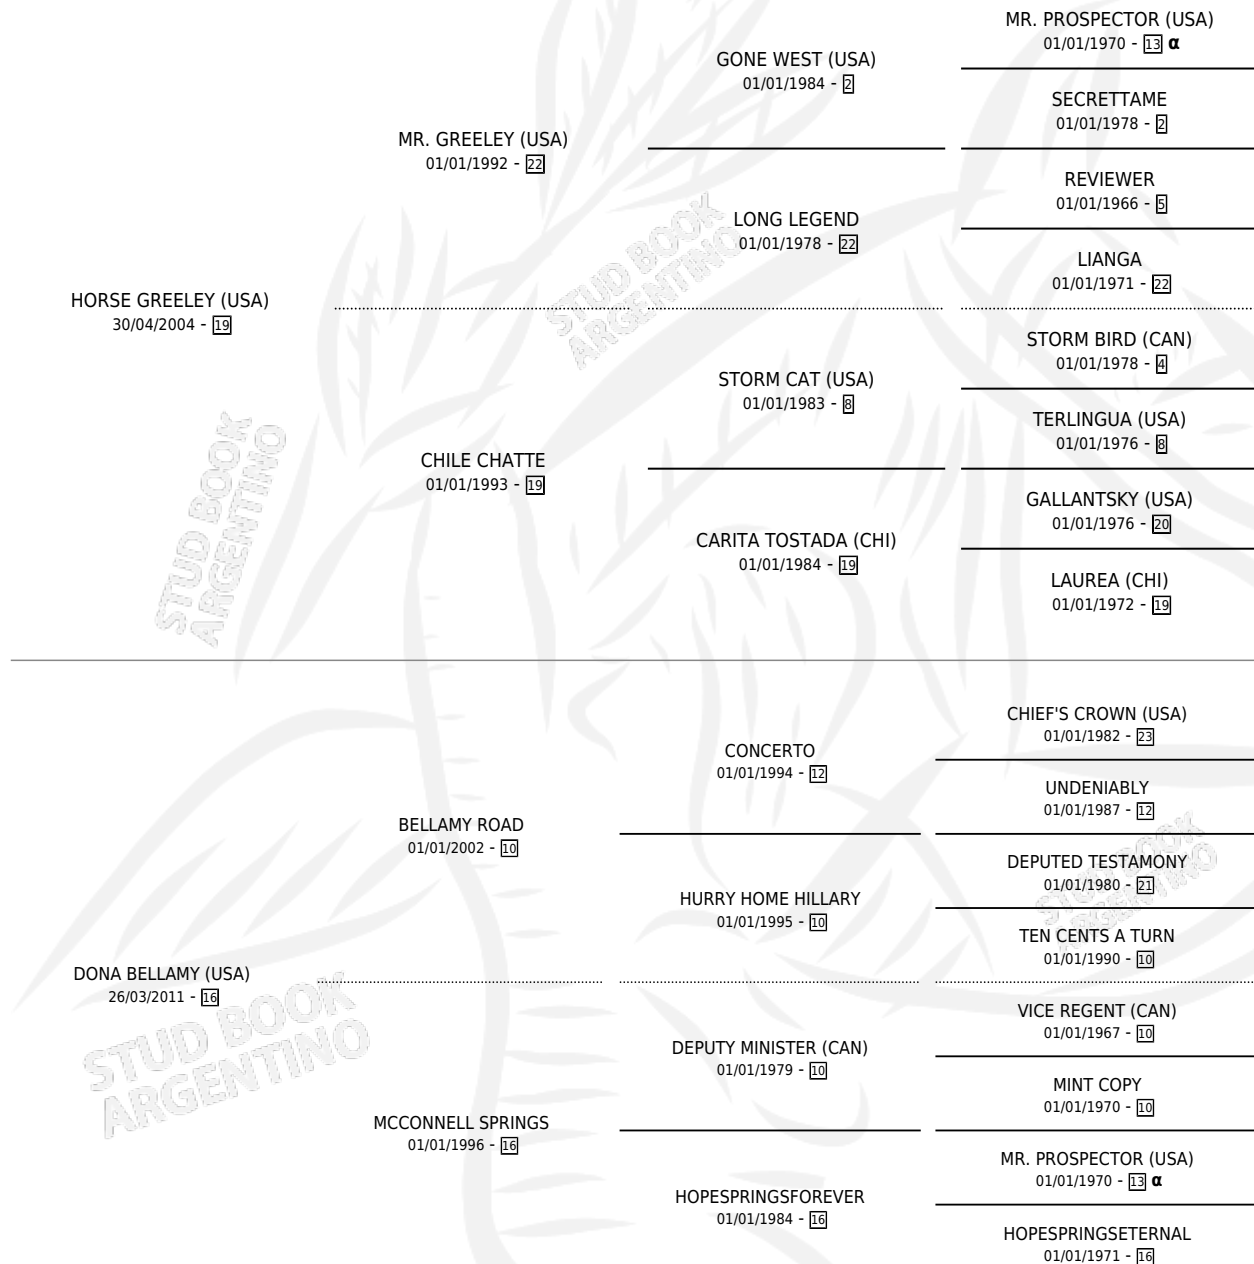 MR. PROSPECTOR (USA)
01/01/1970 - 13 α
GONE WEST (USA)
01/01/1984 - 2
SECRETTAME
01/01/1978 - 2
MR. GREELEY (USA)
01/01/1992 - 22
REVIEWER
01/01/1966 - 5
LONG LEGEND
01/01/1978 - 22
LIANGA
01/01/1971 - 22
HORSE GREELEY (USA)
30/04/2004 - 19
STORM BIRD (CAN)
01/01/1978 - 4
STORM CAT (USA)
01/01/1983 - 8
TERLINGUA (USA)
01/01/1976 - 8
CHILE CHATTE
01/01/1993 - 19
GALLANTSKY (USA)
01/01/1976 - 20
CARITA TOSTADA (CHI)
01/01/1984 - 19
LAUREA (CHI)
01/01/1972 - 19
CHIEF'S CROWN (USA)
01/01/1982 - 23
CONCERTO
01/01/1994 - 12
UNDENIABLY
01/01/1987 - 12
BELLAMY ROAD
01/01/2002 - 10
DEPUTED TESTAMONY
01/01/1980 - 21
HURRY HOME HILLARY
01/01/1995 - 10
TEN CENTS A TURN
01/01/1990 - 10
DONA BELLAMY (USA)
26/03/2011 - 16
VICE REGENT (CAN)
01/01/1967 - 10
DEPUTY MINISTER (CAN)
01/01/1979 - 10
MINT COPY
01/01/1970 - 10
MCCONNELL SPRINGS
01/01/1996 - 16
MR. PROSPECTOR (USA)
01/01/1970 - 13 α
HOPESPRINGSFOREVER
01/01/1984 - 16
HOPESPRINGSETERNAL
01/01/1971 - 16
STUD BOOK
ARGENTINO
STUD BOOK
ARGENTINO
STUD BOOK
ARGENTINO
STUD BOOK
ARGENTINO